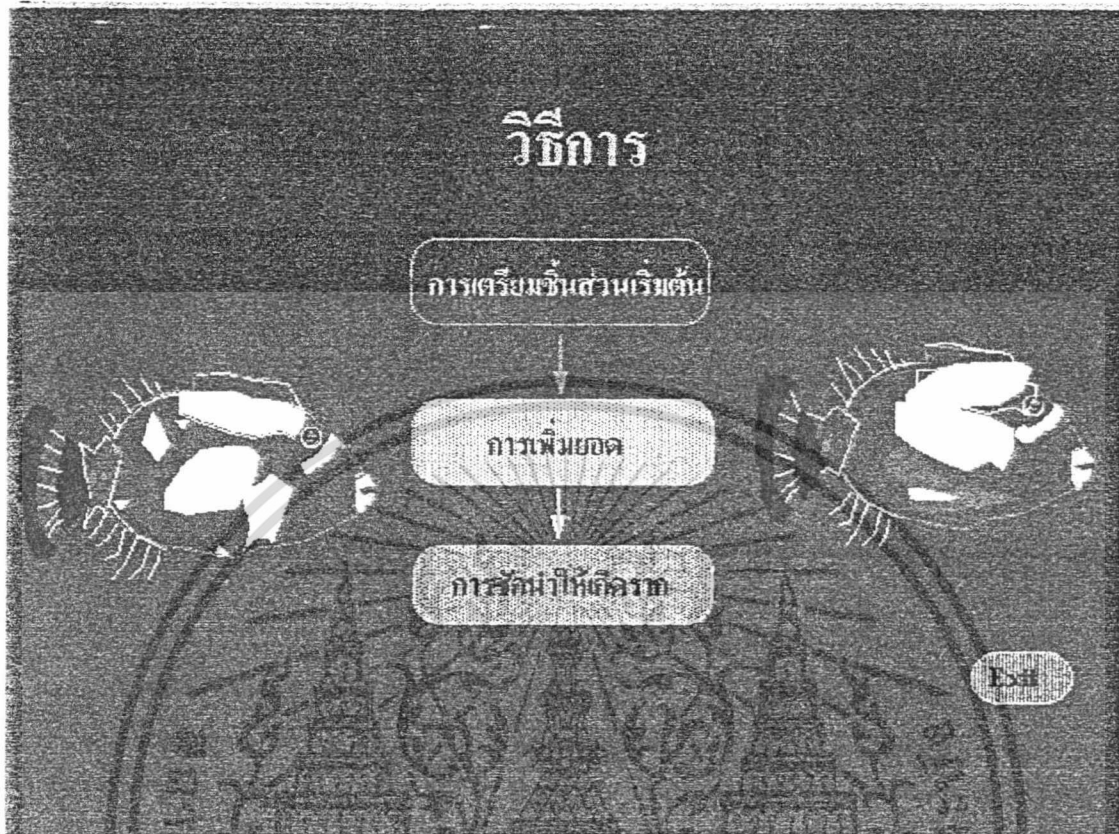 วิธีการ
การเตรียมชิ้นส่วนเริ่มต้น
การเพิ่มยอด
การชักนำให้เกิดราก
Exit